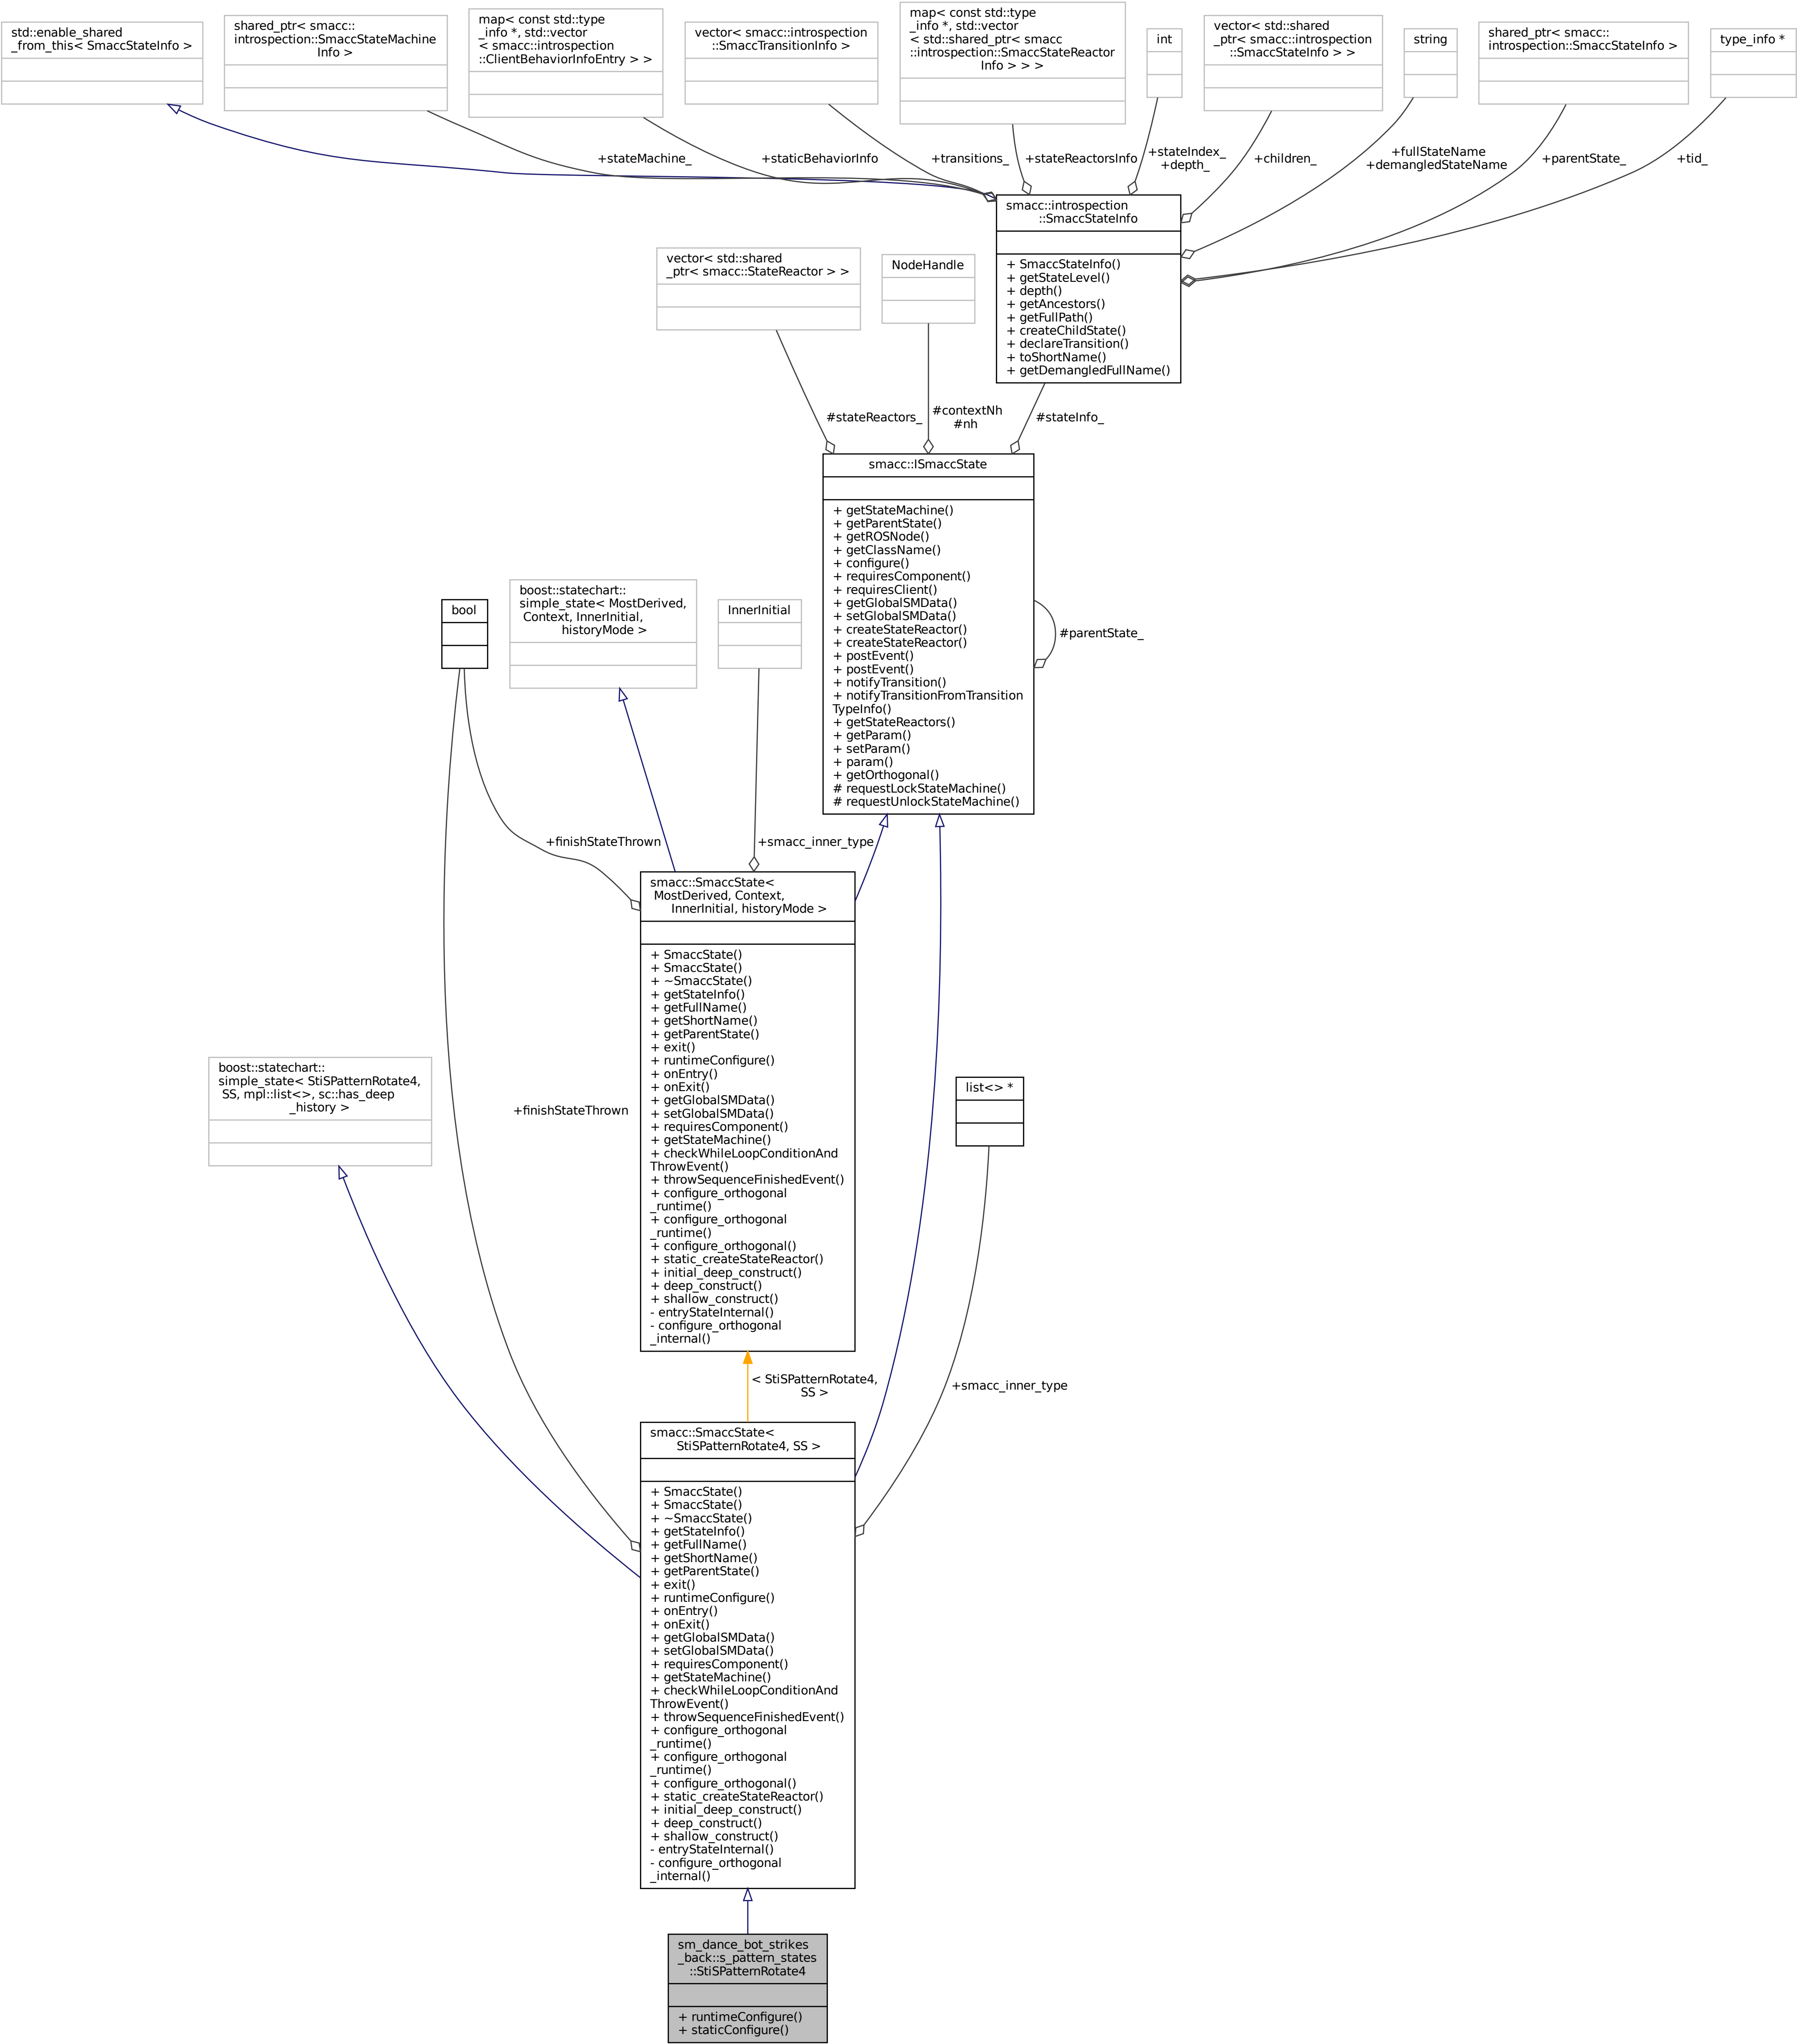 std::enable_shared
_from_this< SmaccStateInfo >
shared_ptr< smacc::
introspection::SmaccStateMachine
Info >
map< const std::type
_info *, std::vector
< smacc::introspection
::ClientBehaviorInfoEntry > >
vector< smacc::introspection
::SmaccTransitionInfo >
map< const std::type
_info *, std::vector
< std::shared_ptr< smacc
::introspection::SmaccStateReactor
Info > > >
int
vector< std::shared
_ptr< smacc::introspection
::SmaccStateInfo > >
string
shared_ptr< smacc::
introspection::SmaccStateInfo >
type_info *
+stateMachine_
+staticBehaviorInfo
+transitions_
+stateReactorsInfo
+stateIndex_
+depth_
+children_
+fullStateName
+demangledStateName
+parentState_
+tid_
smacc::introspection
::SmaccStateInfo
+ SmaccStateInfo()
+ getStateLevel()
+ depth()
+ getAncestors()
+ getFullPath()
+ createChildState()
+ declareTransition()
+ toShortName()
+ getDemangledFullName()
vector< std::shared
_ptr< smacc::StateReactor > >
NodeHandle
#stateReactors_
#contextNh
#nh
#stateInfo_
smacc::ISmaccState
+ getStateMachine()
+ getParentState()
+ getROSNode()
+ getClassName()
+ configure()
+ requiresComponent()
+ requiresClient()
+ getGlobalSMData()
+ setGlobalSMData()
+ createStateReactor()
+ createStateReactor()
+ postEvent()
+ postEvent()
+ notifyTransition()
+ notifyTransitionFromTransition
TypeInfo()
+ getStateReactors()
+ getParam()
+ setParam()
+ param()
+ getOrthogonal()
# requestLockStateMachine()
# requestUnlockStateMachine()
#parentState_
bool
boost::statechart::
simple_state< MostDerived,
Context, InnerInitial,
historyMode >
InnerInitial
+finishStateThrown
+smacc_inner_type
smacc::SmaccState<
MostDerived, Context,
InnerInitial, historyMode >
+ SmaccState()
+ SmaccState()
+ ~SmaccState()
+ getStateInfo()
+ getFullName()
+ getShortName()
+ getParentState()
+ exit()
+ runtimeConfigure()
+ onEntry()
+ onExit()
+ getGlobalSMData()
+ setGlobalSMData()
+ requiresComponent()
+ getStateMachine()
+ checkWhileLoopConditionAnd
ThrowEvent()
+ throwSequenceFinishedEvent()
+ configure_orthogonal
_runtime()
+ configure_orthogonal
_runtime()
+ configure_orthogonal()
+ static_createStateReactor()
+ initial_deep_construct()
+ deep_construct()
+ shallow_construct()
- entryStateInternal()
- configure_orthogonal
_internal()
boost::statechart::
simple_state< StiSPatternRotate4,
SS, mpl::list<>, sc::has_deep
_history >
+finishStateThrown
list<> *
< StiSPatternRotate4,
SS >
+smacc_inner_type
smacc::SmaccState<
StiSPatternRotate4, SS >
+ SmaccState()
+ SmaccState()
+ ~SmaccState()
+ getStateInfo()
+ getFullName()
+ getShortName()
+ getParentState()
+ exit()
+ runtimeConfigure()
+ onEntry()
+ onExit()
+ getGlobalSMData()
+ setGlobalSMData()
+ requiresComponent()
+ getStateMachine()
+ checkWhileLoopConditionAnd
ThrowEvent()
+ throwSequenceFinishedEvent()
+ configure_orthogonal
_runtime()
+ configure_orthogonal
_runtime()
+ configure_orthogonal()
+ static_createStateReactor()
+ initial_deep_construct()
+ deep_construct()
+ shallow_construct()
- entryStateInternal()
- configure_orthogonal
_internal()
sm_dance_bot_strikes
_back::s_pattern_states
::StiSPatternRotate4
+ runtimeConfigure()
+ staticConfigure()